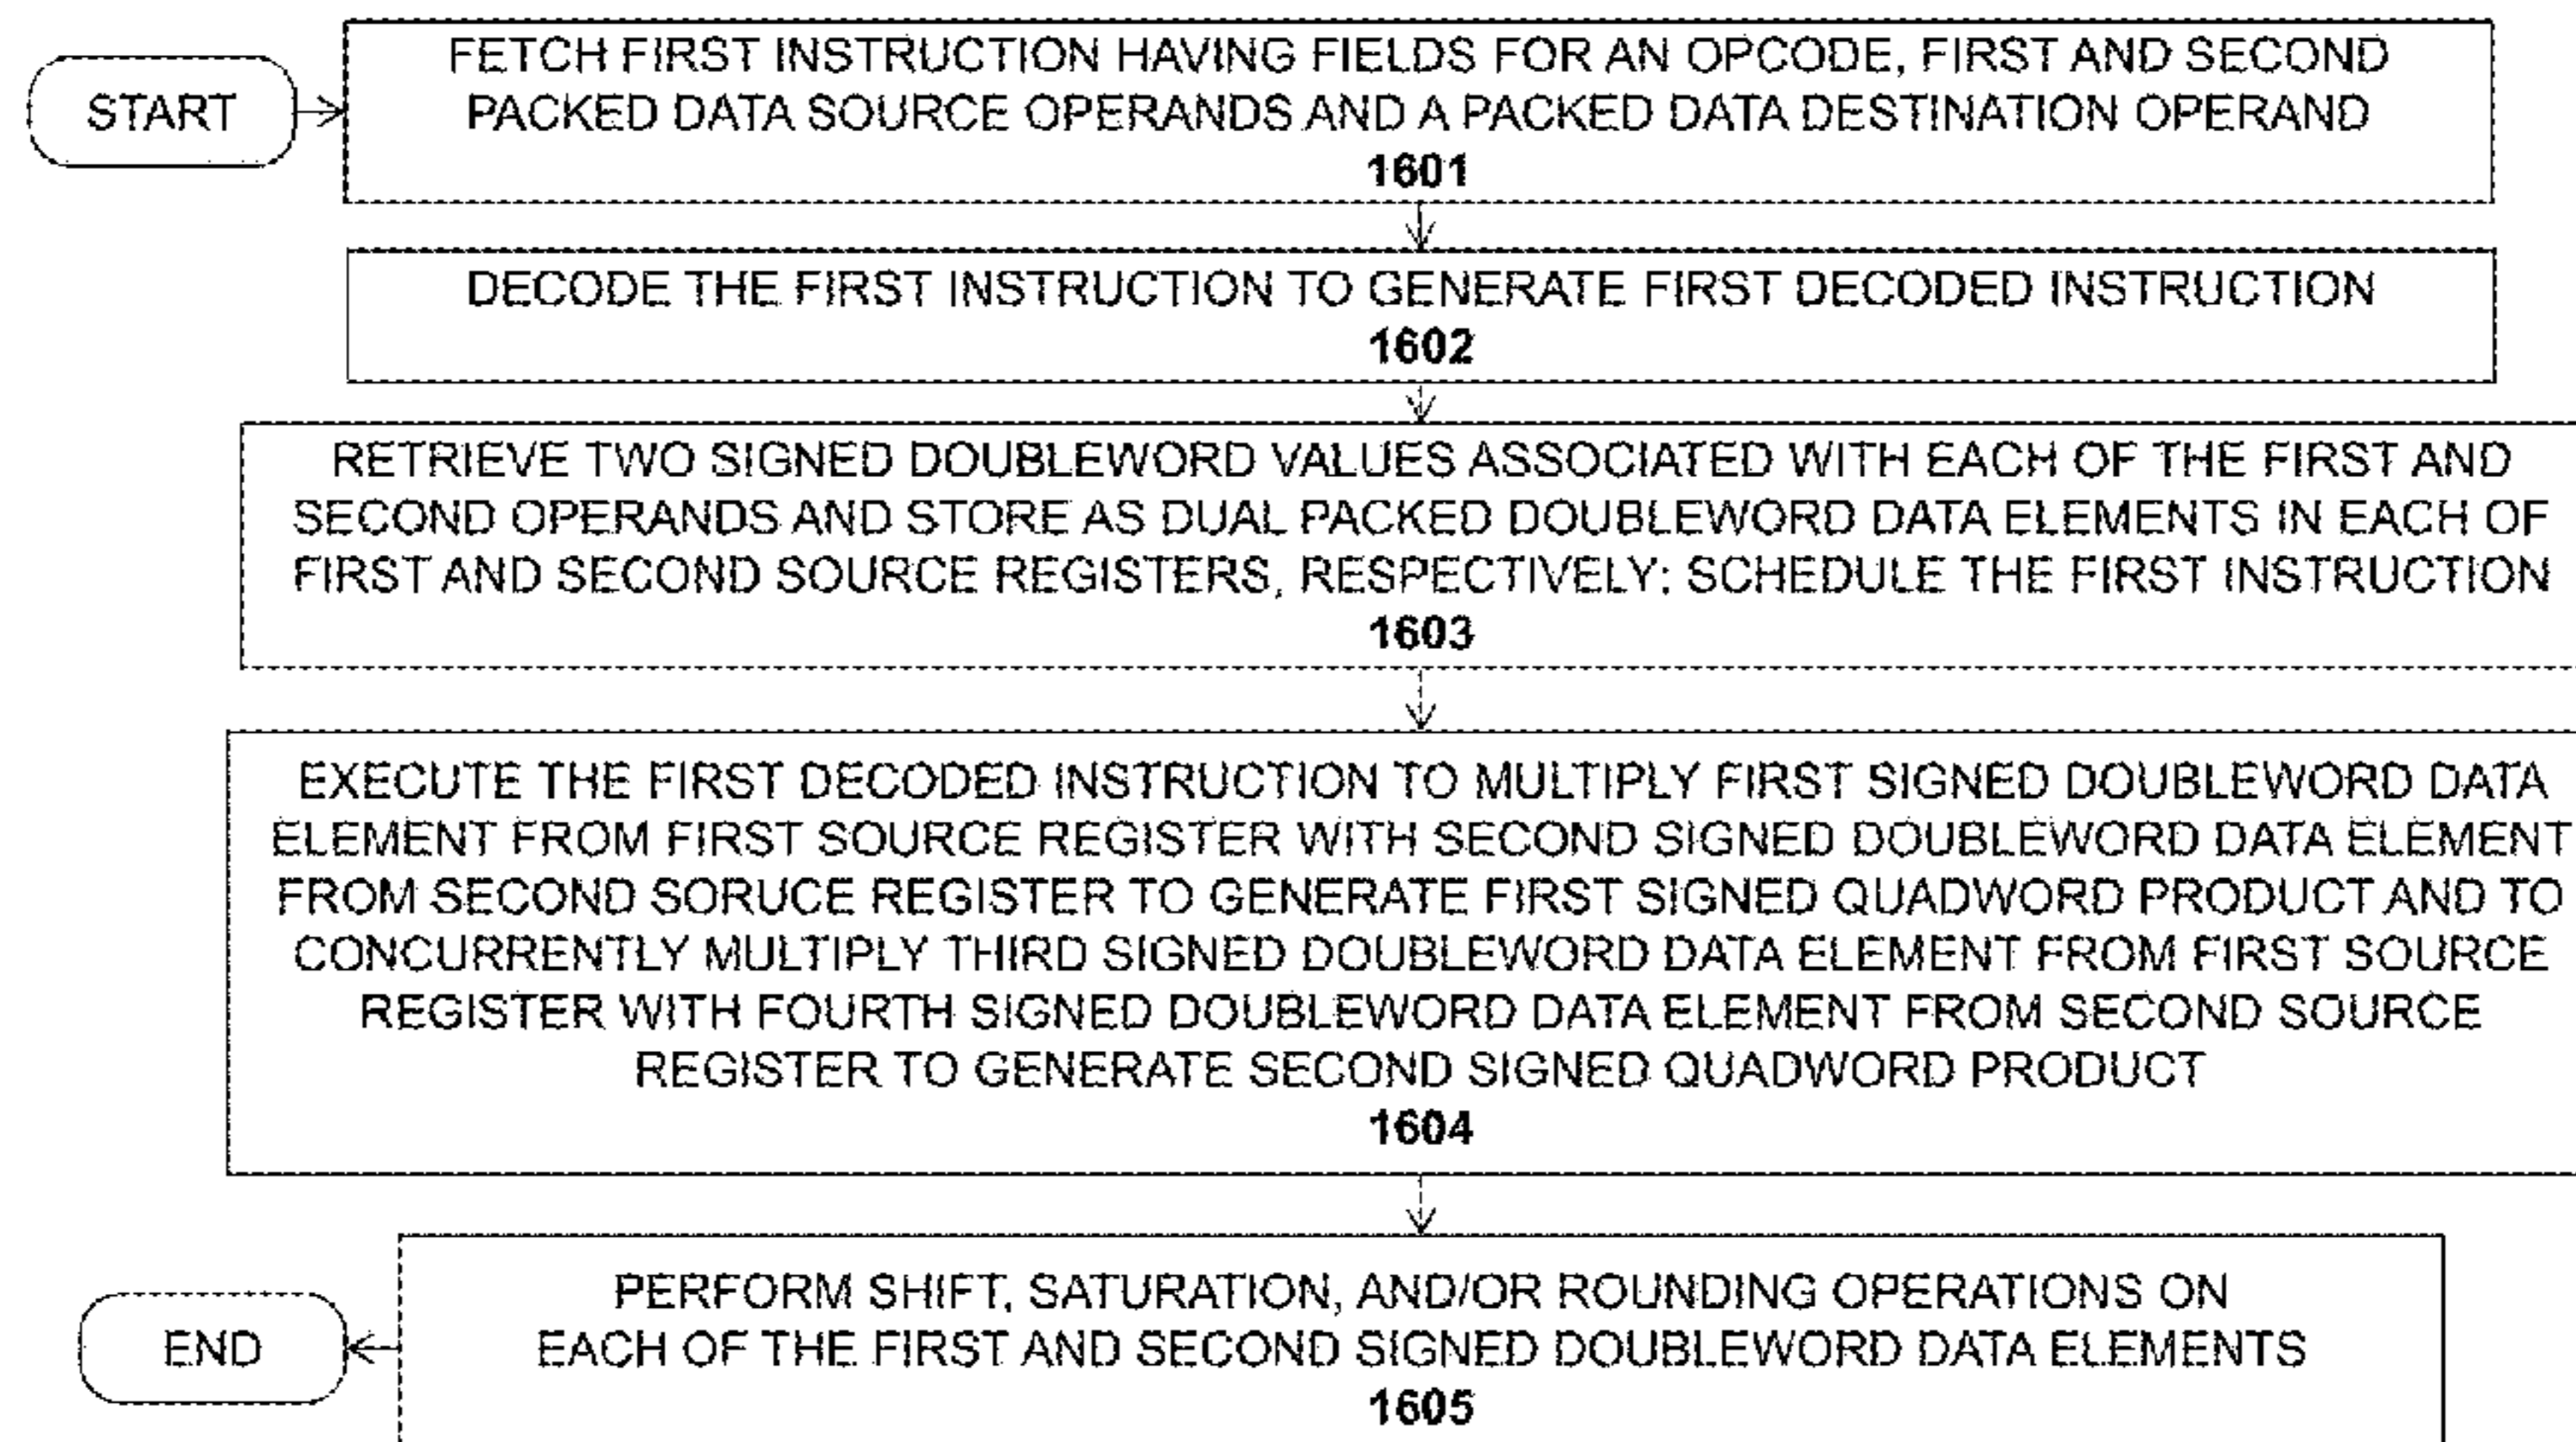 FETCH FIRST INSTRUCTION HAVING FIELDS FOR AN OPCODE, FIRST AND SECOND
START
PACKED DATA SOURCE OPERANDS AND A PACKED DATA DESTINATION OPERAND
1601
DECODE THE FIRST INSTRUCTION TO GENERATE FIRST DECODED INSTRUCTION
1602
RETRIEVE TWO SIGNED DOUBLEWORD VALUES ASSOCIATED WITH EACH OF THE FIRST AND
SECOND OPERANDS AND STORE AS DUAL PACKED DOUBLEWORD DATA ELEMENTS IN EACH OF
FIRST AND SECOND SOURCE REGISTERS, RESPECTIVELY; SCHEDULE THE FIRST INSTRUCTION
1603
EXECUTE THE FIRST DECODED INSTRUCTION TO MULTIPLY FIRST SIGNED DOUBLEWORD DATA
ELEMENT FROM FIRST SOURCE REGISTER WITH SECOND SIGNED DOUBLEWORD DATA ELEMENT
FROM SECOND SORUCE REGISTER TO GENERATE FIRST SIGNED QUADWORD PRODUCT AND TO
CONCURRENTLY MULTIPLY THIRD SIGNED DOUBLEWORD DATA ELEMENT FROM FIRST SOURCE
REGISTER WITH FOURTH SIGNED DOUBLEWORD DATA ELEMENT FROM SECOND SOURCE
REGISTER TO GENERATE SECOND SIGNED QUADWORD PRODUCT
1604
PERFORM SHIFT, SATURATION, AND/OR ROUNDING OPERATIONS ON
EACH OF THE FIRST AND SECOND SIGNED DOUBLEWORD DATA ELEMENTS
1605
END